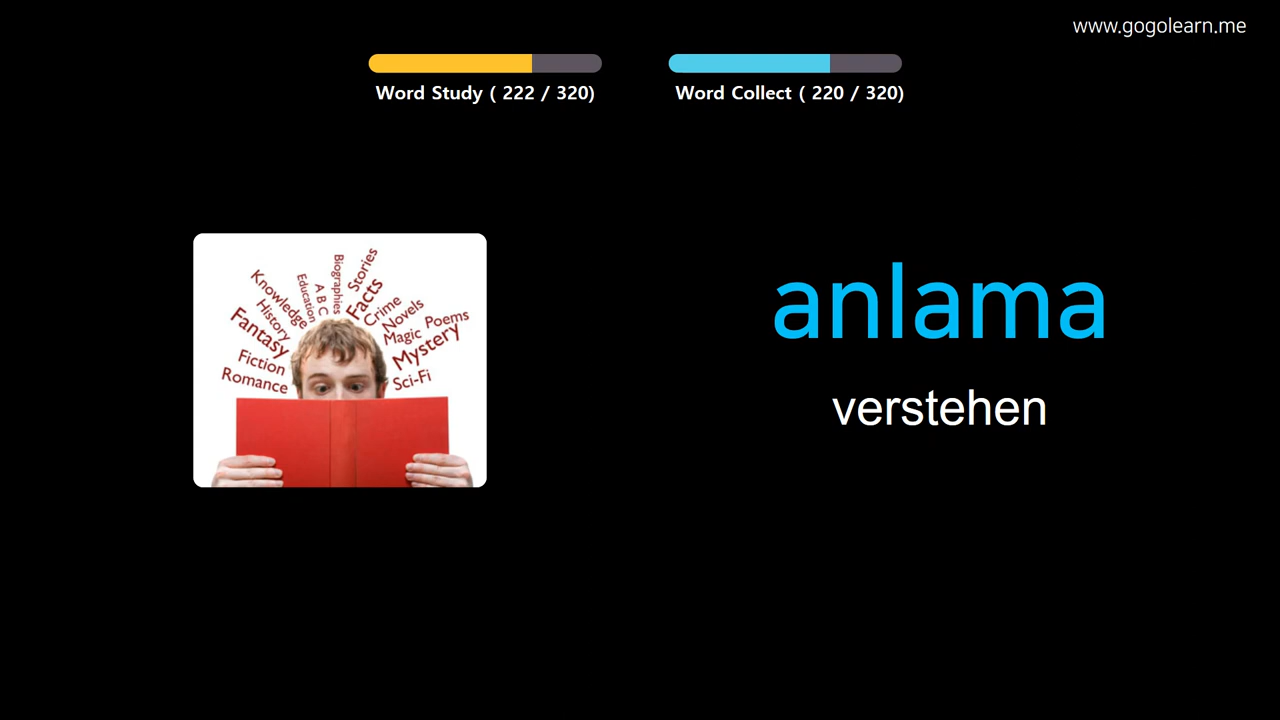 www.gogolearn.me
Word Study ( 222 / 320)
Word Collect ( 220 / 320)
Knowledge
History
Fantasy
Fiction
Romance
Education
A B C
Biographies
Stories
Facts
Crime
Novels
Magic
Poems
Mystery
Sci-Fi
anlama
verstehen